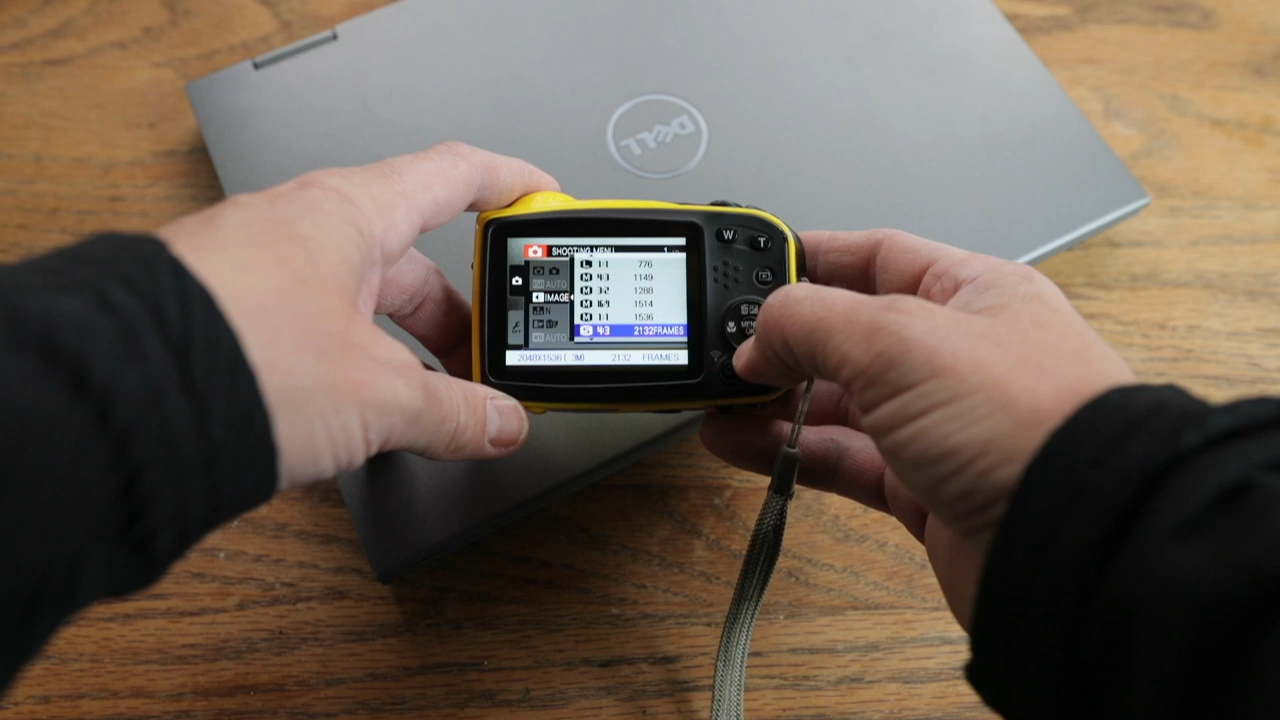 DELL
SHOOTING MENU
W
T
L 1:1 776
M 4:3 1149
AUTO
M 3:2 1288
IMAGE
M 16:9 1514
N
M 1:1 1536
S 4:3 2132FRAMES
AUTO
MENU
OK
2048X1536( 3M) 2132 FRAMES